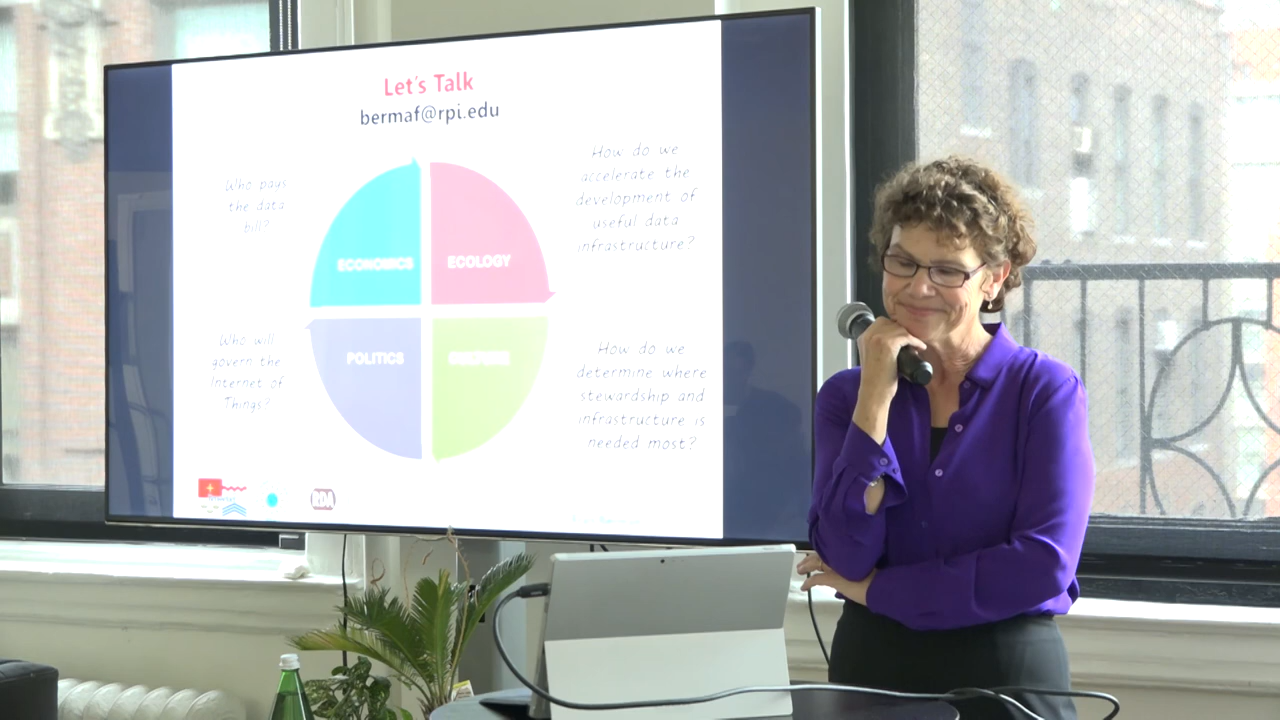 Let's Talk
bermaf@rpi.edu
Who pays
the data
bill?
How do we
accelerate the
development of
useful data
infrastructure?
ECONOMICS
ECOLOGY
POLITICS
Who will
govern the
Internet of
Things?
How do we
determine where
stewardship and
infrastructure is
needed most?
RDA